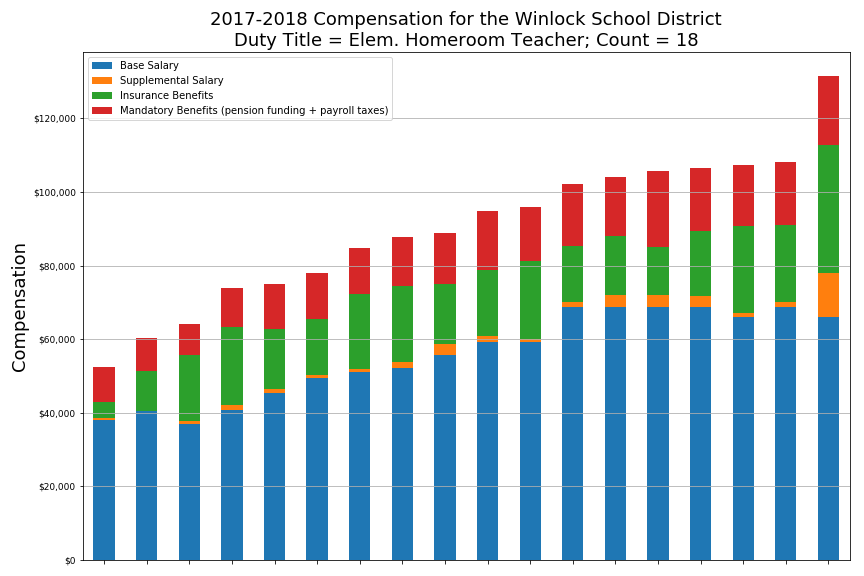 2017-2018 Compensation for the Winlock School District
Duty Title = Elem. Homeroom Teacher; Count = 18
Base Salary
Supplemental Salary
Insurance Benefits
Mandatory Benefits (pension funding + payroll taxes)
Compensation
$120,000
$100,000
$80,000
$60,000
$40,000
$20,000
$0